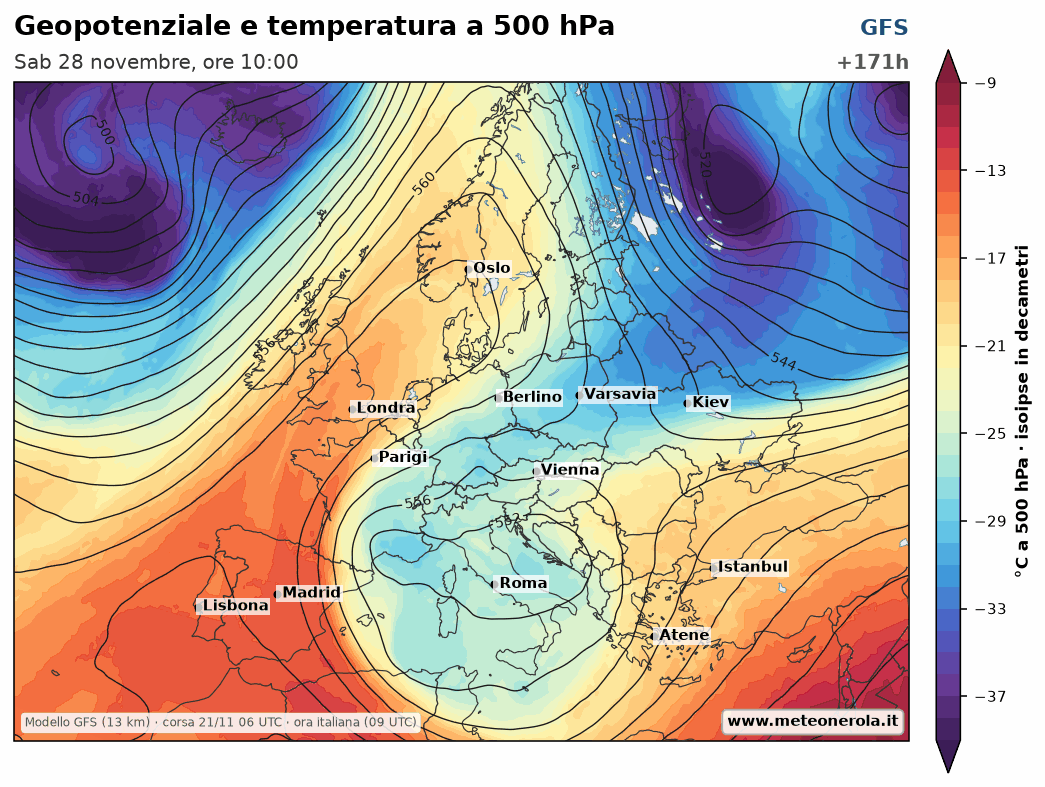 Geopotenziale e temperatura a 500 hPa
GFS
Sab 28 novembre, ore 10:00
+171h
500
504
520
560
556
544
556
552
Oslo
Berlino
Varsavia
Kiev
Londra
Parigi
Vienna
Istanbul
Roma
Madrid
Lisbona
Atene
−9
−13
−17
−21
−25
−29
−33
−37
°C a 500 hPa · isoipse in decametri
Modello GFS (13 km) · corsa 21/11 06 UTC · ora italiana (09 UTC)
www.meteonerola.it